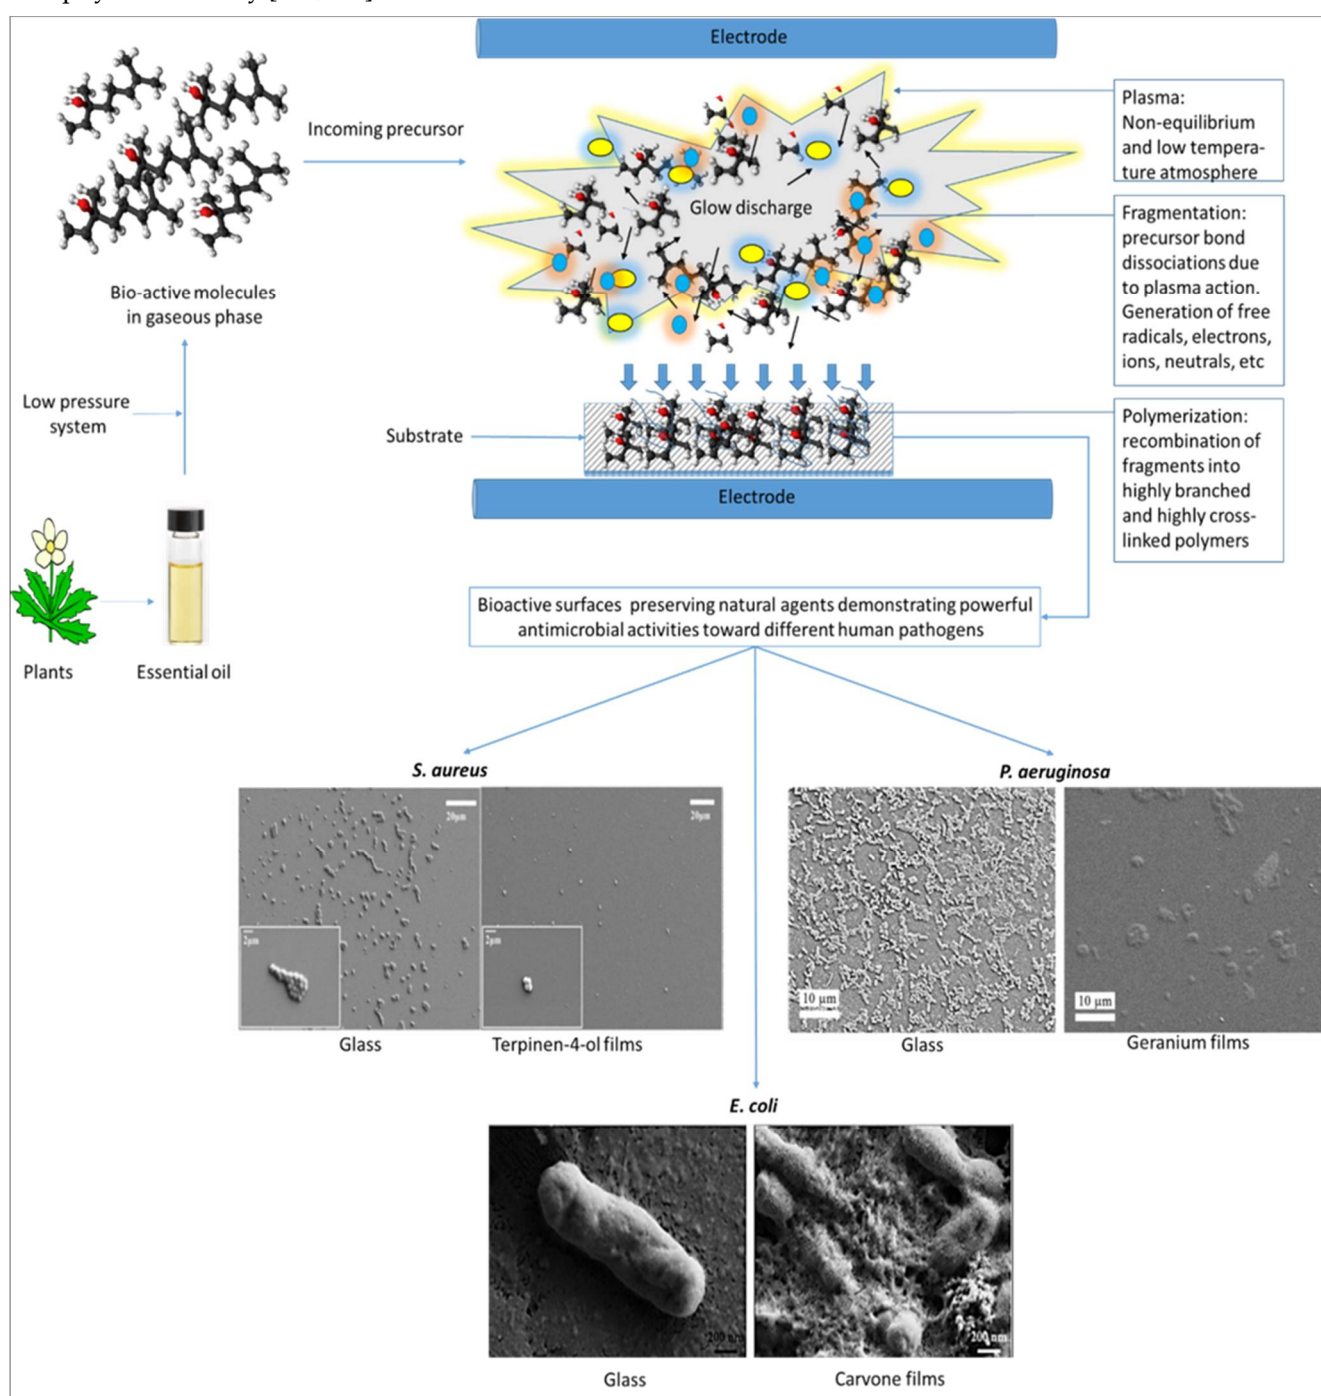 Electrode
Plasma:
Non-equilibrium
and low tempera-
ture atmosphere
Incoming precursor
Glow discharge
Fragmentation:
precursor bond
dissociations due
to plasma action.
Generation of free
radicals, electrons,
ions, neutrals, etc
Bio-active molecules
in gaseous phase
Low pressure
system
Substrate
Polymerization:
recombination of
fragments into
highly branched
and highly cross-
linked polymers
Electrode
Plants
Essential oil
Bioactive surfaces preserving natural agents demonstrating powerful
antimicrobial activities toward different human pathogens
S. aureus
20µm
2µm
20µm
2µm
Glass
Terpinen-4-ol films
P. aeruginosa
10 µm
10 µm
Glass
Geranium films
E. coli
200 nm
200 nm
Glass
Carvone films